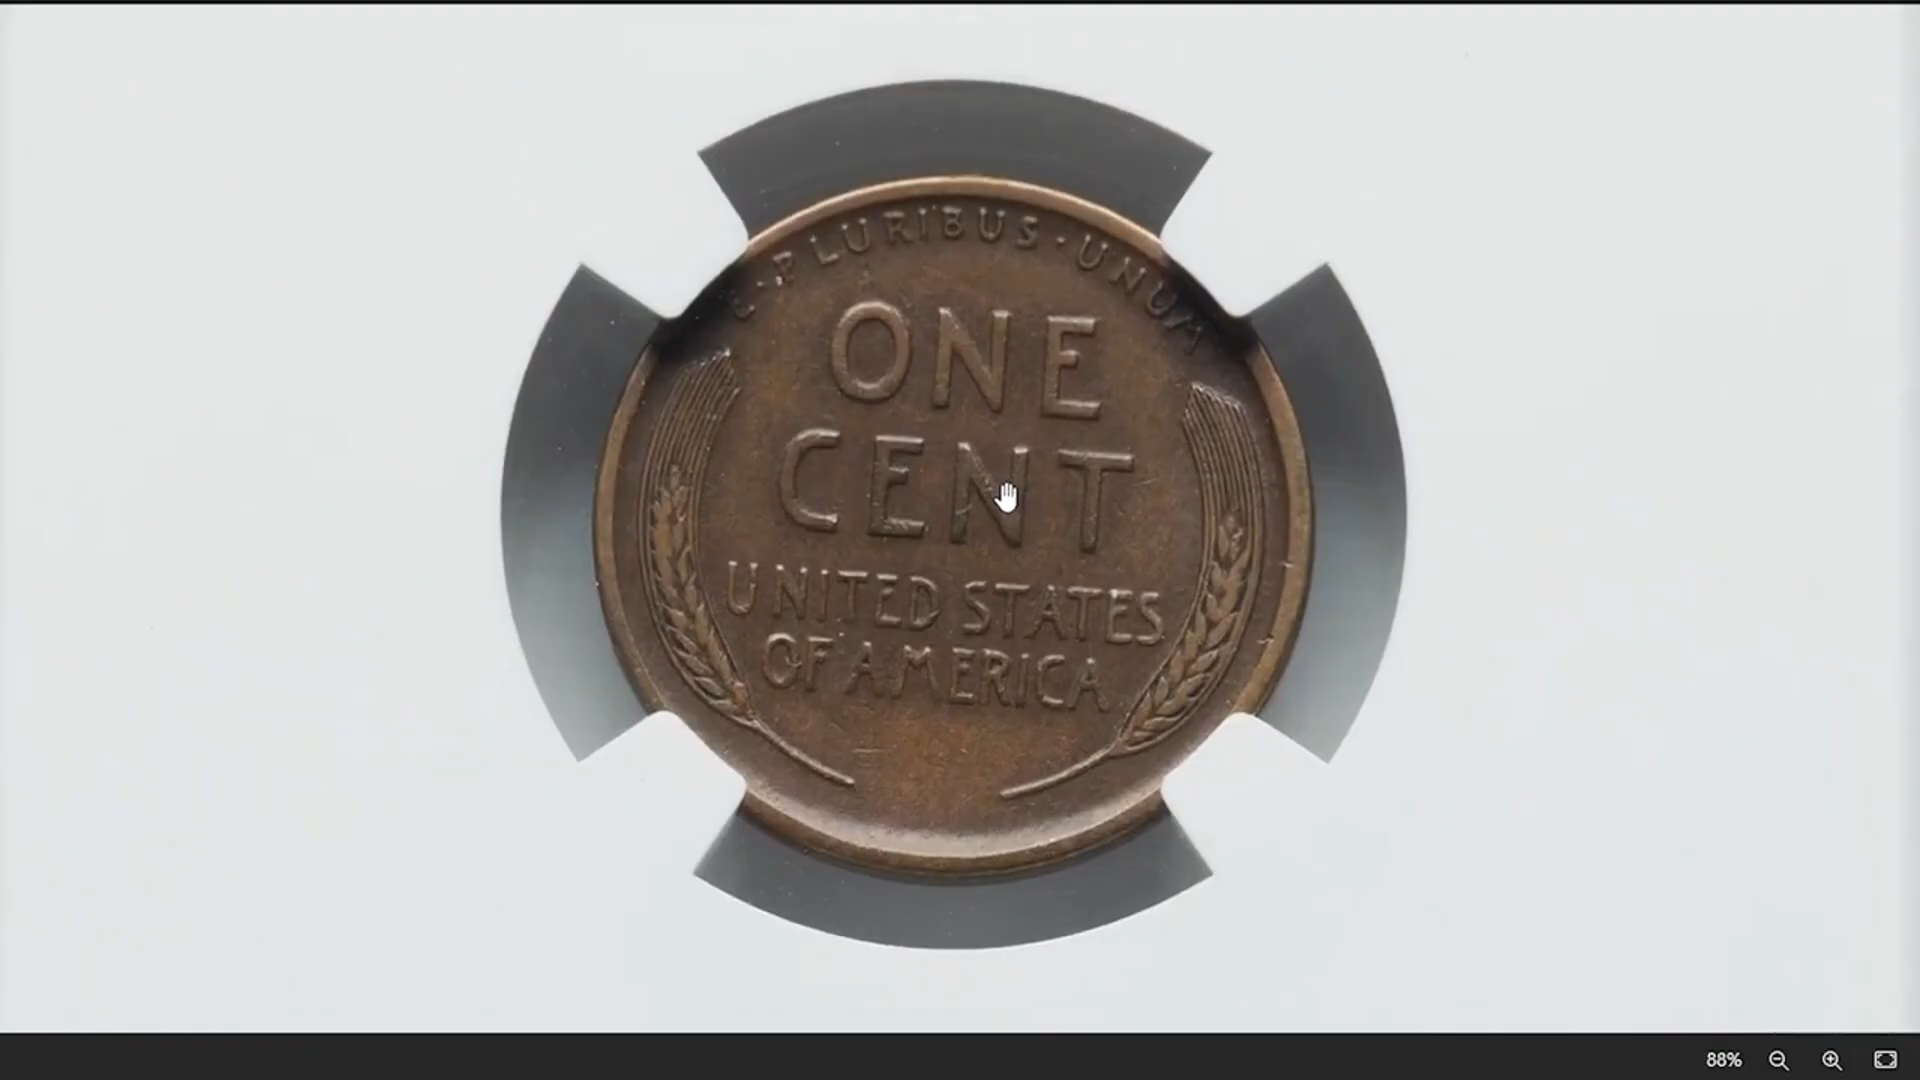 E·PLURIBUS·UNUM
ONE
CENT
UNITED STATES
OF AMERICA
88%